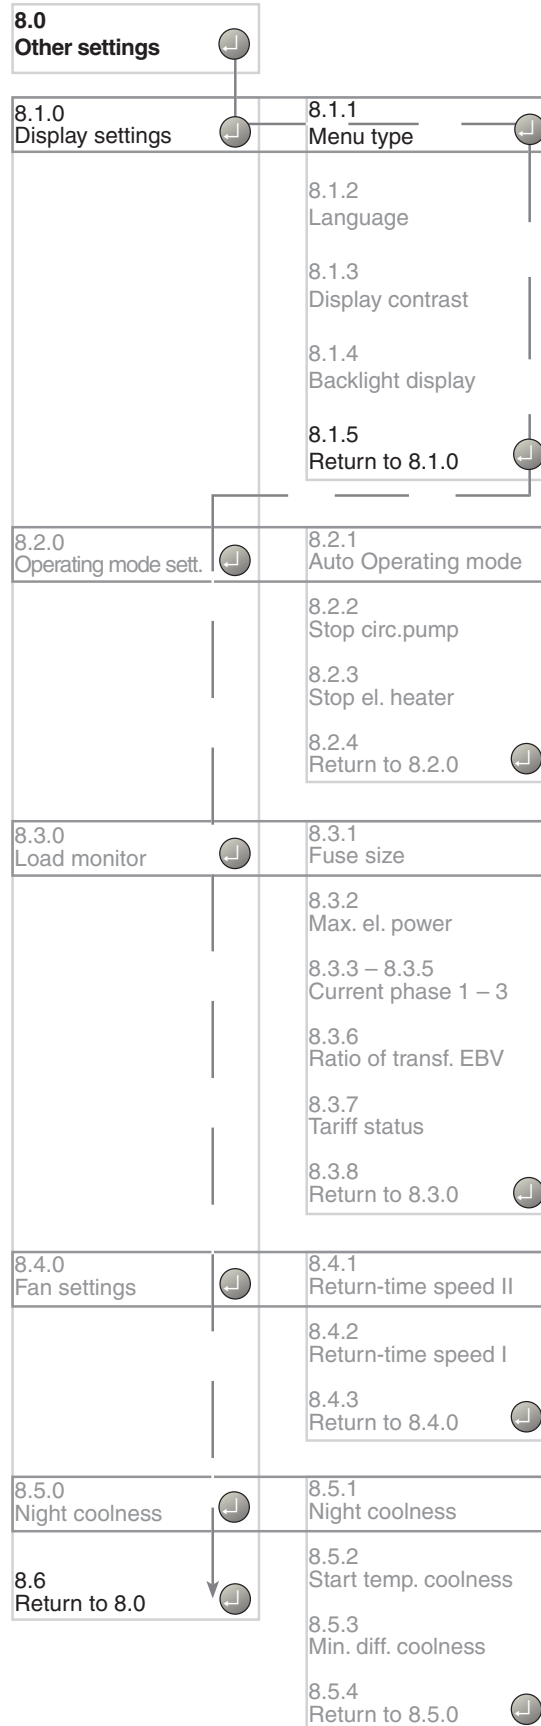 8.0
Other settings
8.1.0
Display settings
8.1.1
Menu type
8.1.2
Language
8.1.3
Display contrast
8.1.4
Backlight display
8.1.5
Return to 8.1.0
8.2.0
Operating mode sett.
8.2.1
Auto Operating mode
8.2.2
Stop circ.pump
8.2.3
Stop el. heater
8.2.4
Return to 8.2.0
8.3.0
Load monitor
8.3.1
Fuse size
8.3.2
Max. el. power
8.3.3 – 8.3.5
Current phase 1 – 3
8.3.6
Ratio of transf. EBV
8.3.7
Tariff status
8.3.8
Return to 8.3.0
8.4.0
Fan settings
8.4.1
Return-time speed II
8.4.2
Return-time speed I
8.4.3
Return to 8.4.0
8.5.0
Night coolness
8.5.1
Night coolness
8.5.2
Start temp. coolness
8.5.3
Min. diff. coolness
8.5.4
Return to 8.5.0
8.6
Return to 8.0